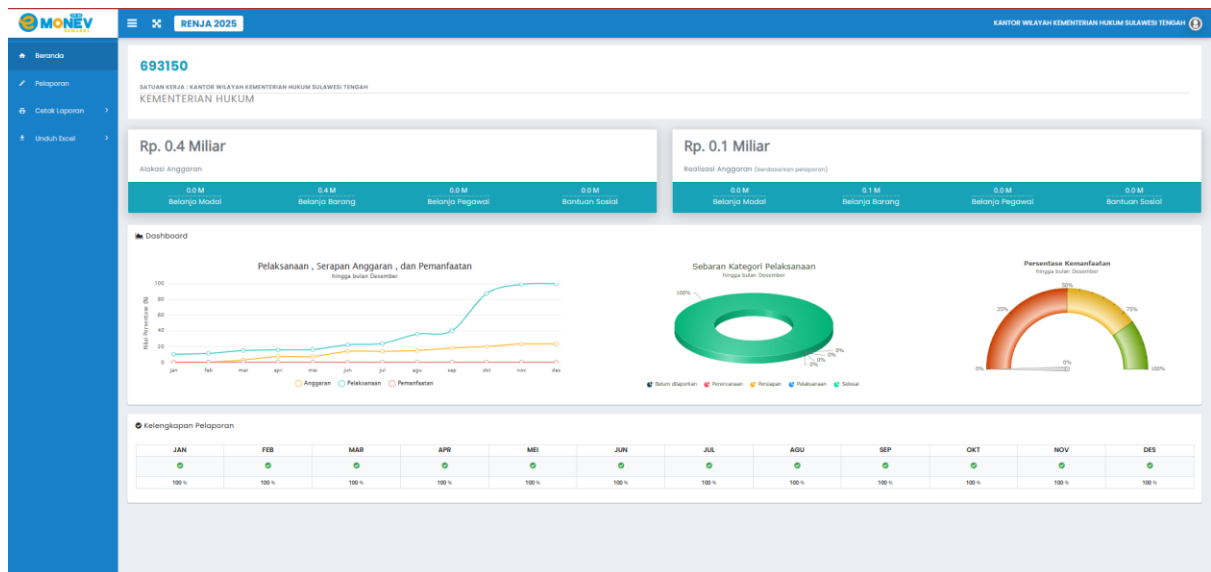 e MONEV
RENJA 2025
KANTOR WILAYAH KEMENTERIAN HUKUM SULAWESI TENGAH
Beranda
Pelaporan
Cetak Laporan
Unduh Excel
693150
SATUAN KERJA : KANTOR WILAYAH KEMENTERIAN HUKUM SULAWESI TENGAH
KEMENTERIAN HUKUM
Rp. 0.4 Miliar
Alokasi Anggaran
0.0 M 0.4 M 0.0 M 0.0 M
Belanja Modal Belanja Barang Belanja Pegawai Bantuan Sosial
Rp. 0.1 Miliar
Realisasi Anggaran (berdasarkan pelaporan)
0.0 M 0.1 M 0.0 M 0.0 M
Belanja Modal Belanja Barang Belanja Pegawai Bantuan Sosial
Dashboard
Pelaksanaan , Serapan Anggaran , dan Pemanfaatan
hingga bulan Desember
Nilai Persentase (%)
100
80
60
40
20
0
jan feb mar apr mei jun jul agu sep okt nov des
Anggaran Pelaksanaan Pemanfaatan
Sebaran Kategori Pelaksanaan
hingga bulan Desember
100%
0%
0%
0%
0%
Belum dilaporkan Perencanaan Persiapan Pelaksanaan Selesai
Persentase Kemanfaatan
hingga bulan Desember
50%
25% 75%
0%
0% 100%
Kelengkapan Pelaporan
JAN FEB MAR APR MEI JUN JUL AGU SEP OKT NOV DES
100 % 100 % 100 % 100 % 100 % 100 % 100 % 100 % 100 % 100 % 100 % 100 %